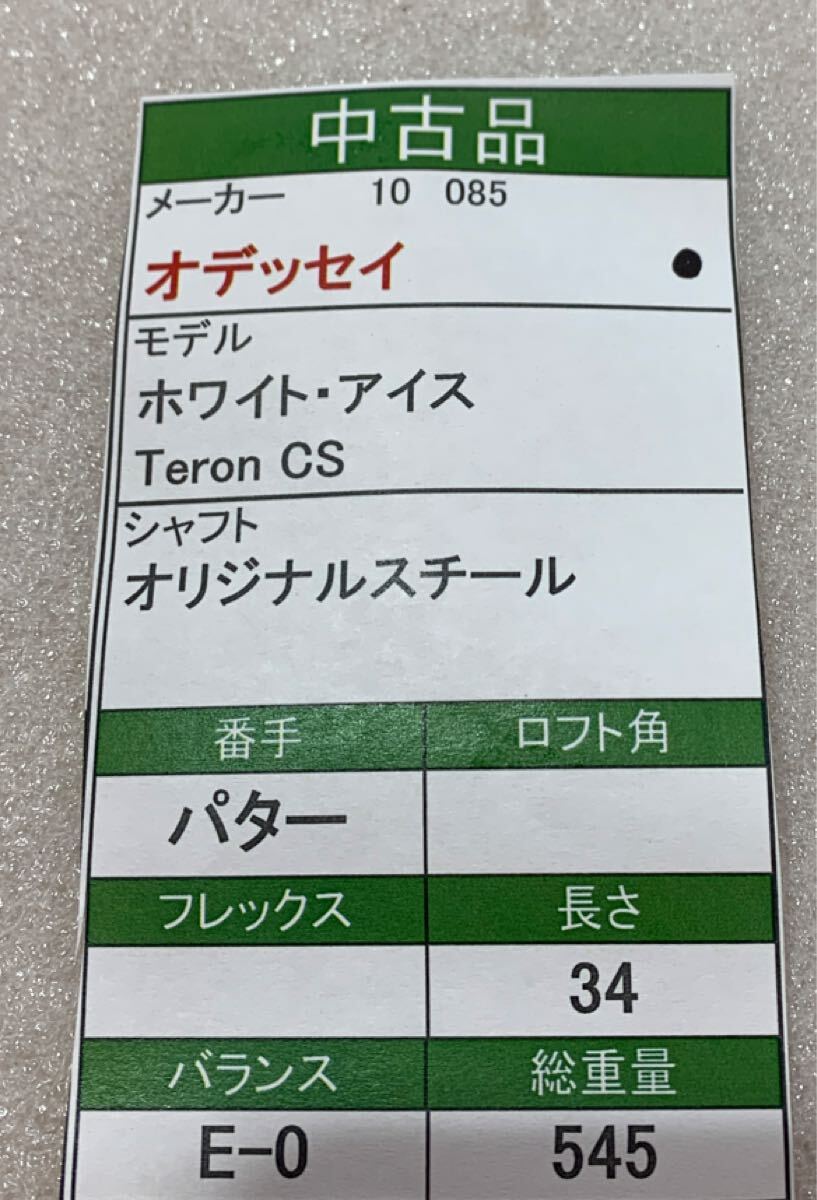 中古品
メーカー 10 085
オデッセイ
モデル
ホワイト・アイス
Teron CS
シャフト
オリジナルスチール
番手 ロフト角
パター
フレックス 長さ
34
バランス 総重量
E-0 545